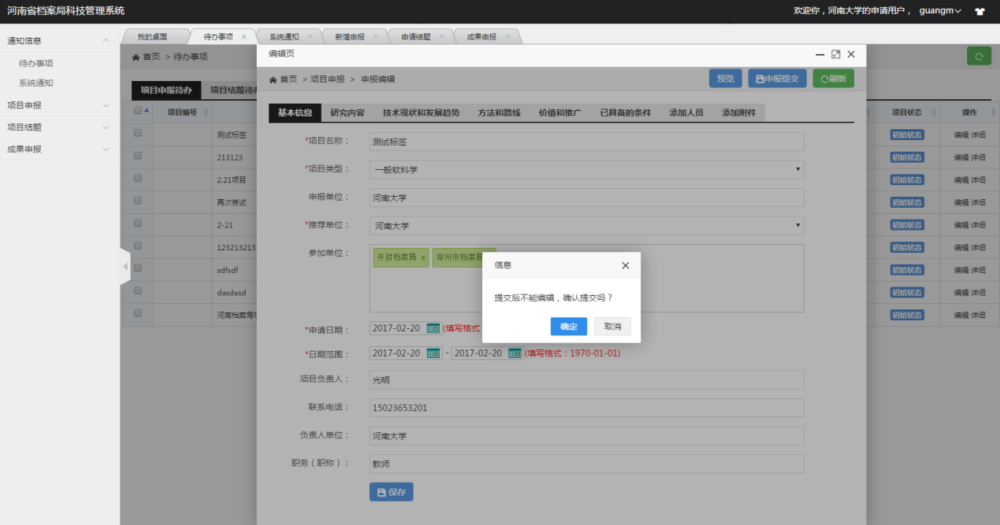 河南省档案局科技管理系统
欢迎你，河南大学的申请用户， guangm
通知信息
待办事项
系统通知
项目申报
项目结题
成果申报
我的桌面 待办事项 × 系统通知 × 新增申报 × 申请结题 × 成果申报 ×
首页 > 待办事项
项目申报待办 项目结题待
项目编号 项目状态 操作
测试标签 初始状态 编辑 详细
213123 初始状态 编辑 详细
2.21项目 初始状态 编辑 详细
再次尝试 初始状态 编辑 详细
2-21 初始状态 编辑 详细
123213213 初始状态 编辑 详细
sdfsdf 初始状态 编辑 详细
dasdasd 初始状态 编辑 详细
河南档案局 初始状态 编辑 详细
编辑页
首页 > 项目申报 > 申报编辑
预览 申报提交 刷新
基本信息 研究内容 技术现状和发展趋势 方法和路线 价值和推广 已具备的条件 添加人员 添加附件
*项目名称： 测试标签
*项目类型： 一般软科学
申报单位： 河南大学
*推荐单位： 河南大学
参加单位： 开封档案局 x 郑州市档案局
*申请日期： 2017-02-20 (填写格式
*日期范围： 2017-02-20 - 2017-02-20 (填写格式：1970-01-01)
项目负责人： 光明
联系电话： 15023653201
负责人单位： 河南大学
职务（职称）： 教师
保存
信息
提交后不能编辑，确认提交吗？
确定 取消